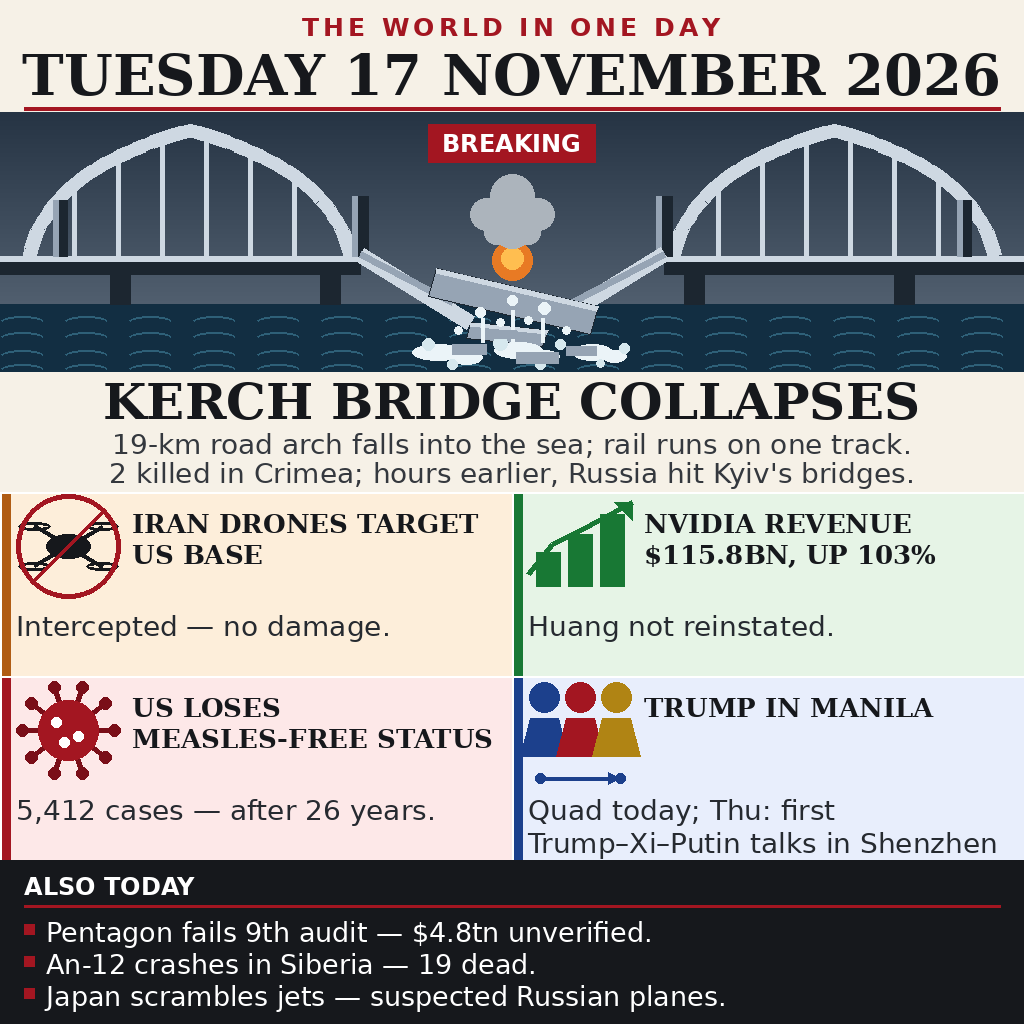 THE WORLD IN ONE DAY
TUESDAY 17 NOVEMBER 2026
BREAKING
KERCH BRIDGE COLLAPSES
19-km road arch falls into the sea; rail runs on one track.
2 killed in Crimea; hours earlier, Russia hit Kyiv's bridges.
IRAN DRONES TARGET
US BASE
Intercepted — no damage.
NVIDIA REVENUE
$115.8BN, UP 103%
Huang not reinstated.
US LOSES
MEASLES-FREE STATUS
5,412 cases — after 26 years.
TRUMP IN MANILA
Quad today; Thu: first
Trump–Xi–Putin talks in Shenzhen
ALSO TODAY
Pentagon fails 9th audit — $4.8tn unverified.
An-12 crashes in Siberia — 19 dead.
Japan scrambles jets — suspected Russian planes.